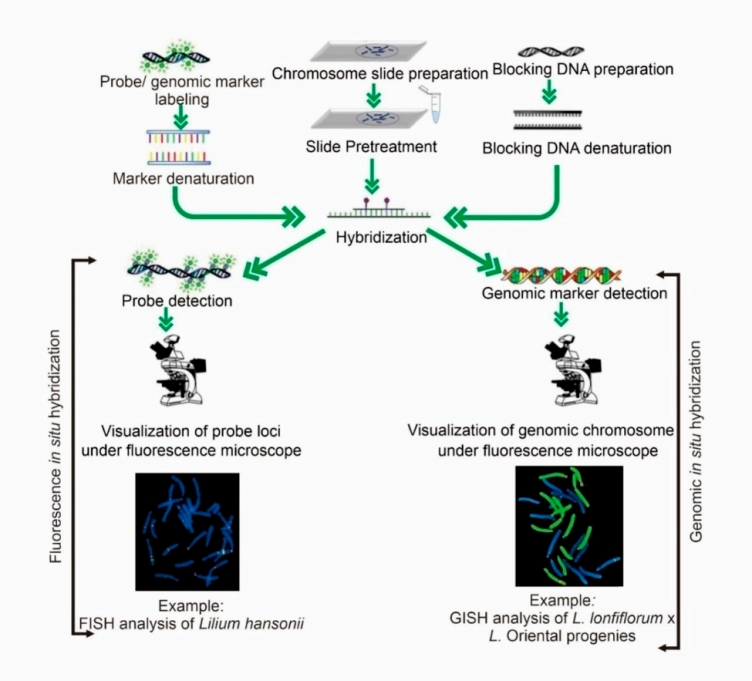 Probe/ genomic marker
labeling
Chromosome slide preparation
Blocking DNA preparation
Marker denaturation
Slide Pretreatment
Blocking DNA denaturation
Hybridization
Probe detection
Genomic marker detection
Fluorescence in situ hybridization
Genomic in situ hybridization
Visualization of probe loci
under fluorescence microscope
Visualization of genomic chromosome
under fluorescence microscope
Example:
FISH analysis of Lilium hansonii
Example:
GISH analysis of L. lonfiflorum x
L. Oriental progenies